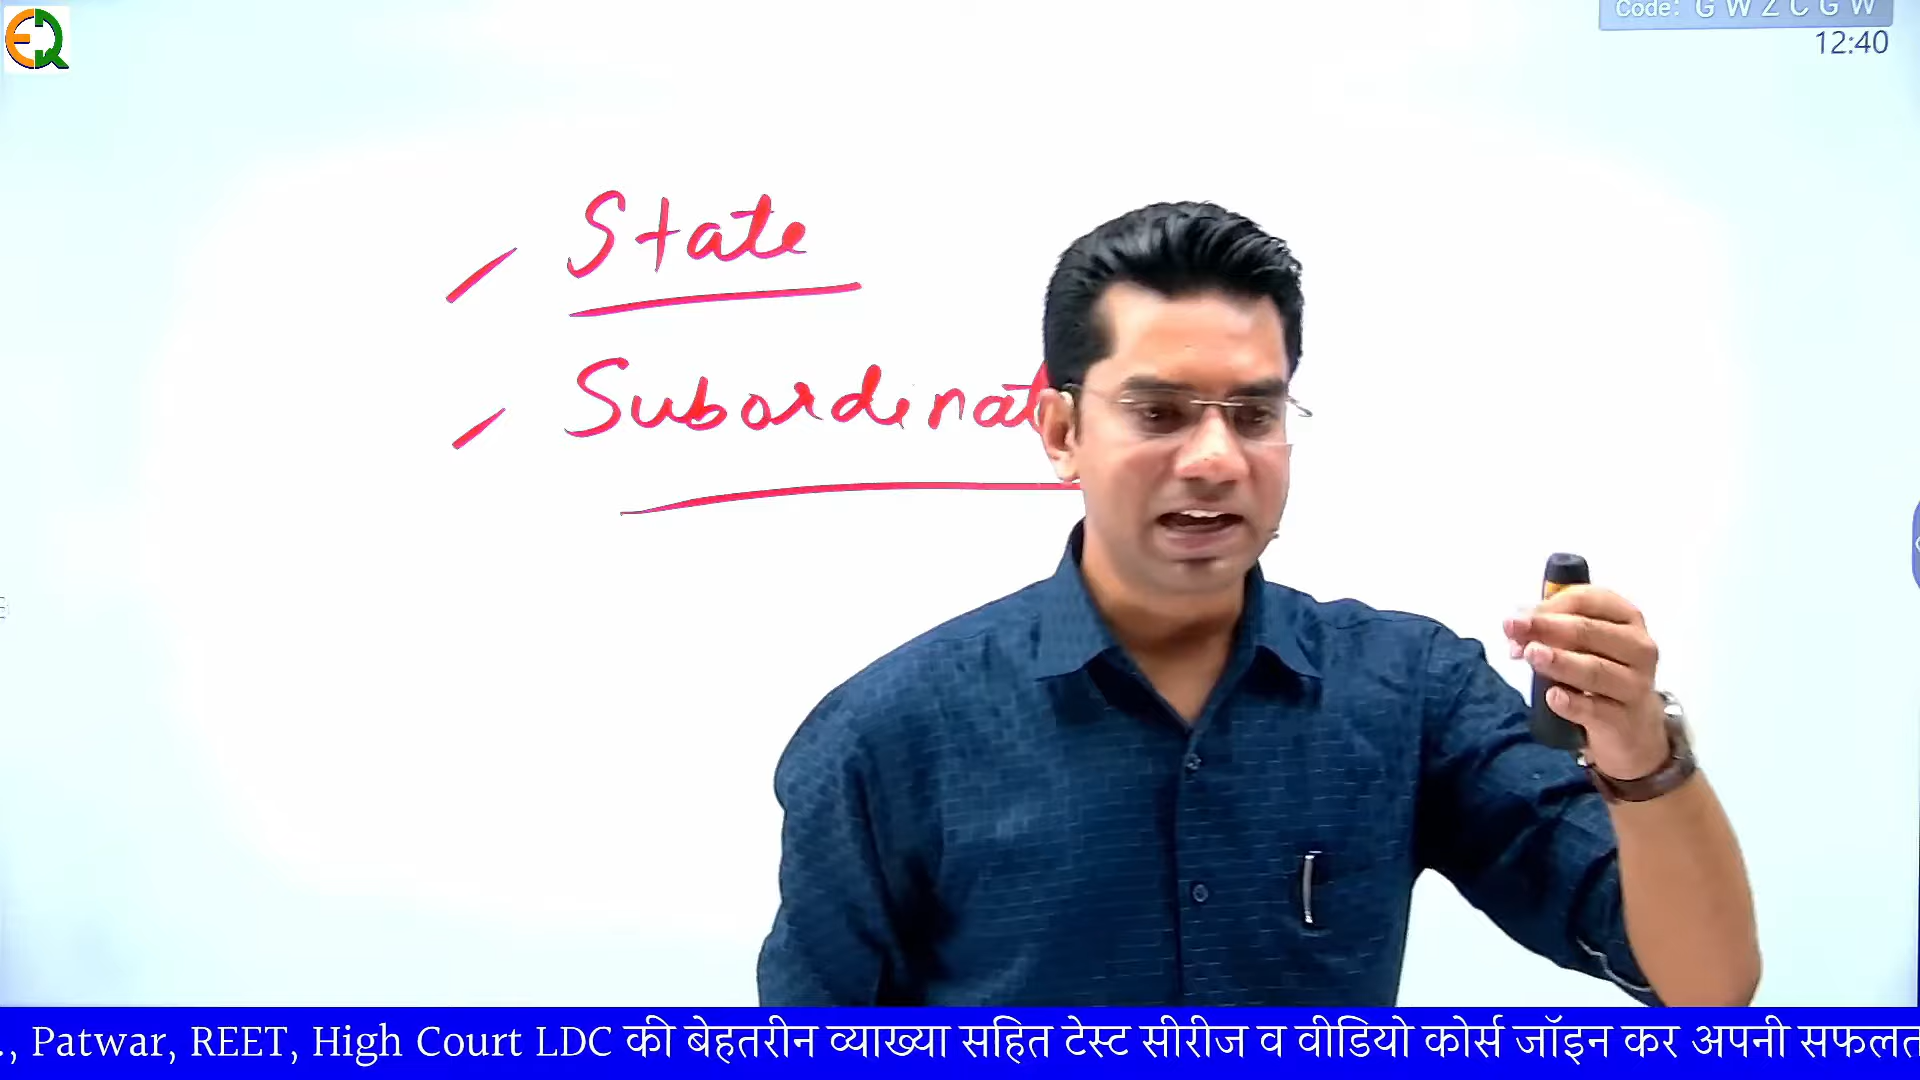 Code: G W Z C G W
12:40
State
Subordinat
., Patwar, REET, High Court LDC की बेहतरीन व्याख्या सहित टेस्ट सीरीज व वीडियो कोर्स जॉइन कर अपनी सफलत